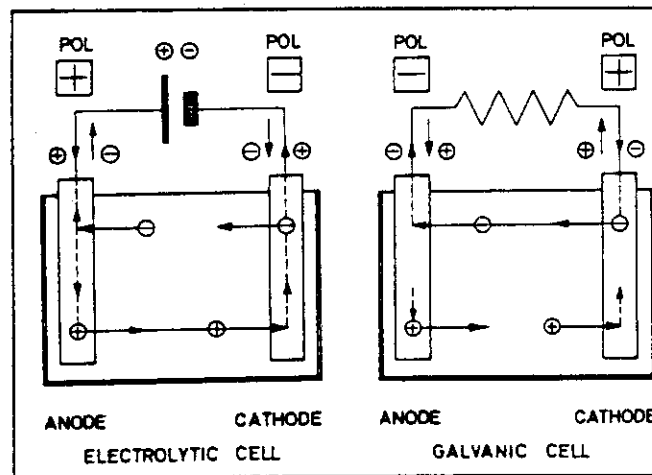 POL ⊕ ⊖ POL
+ −
⊕ ⊖ ⊖ ⊕
⊖
⊖
⊕ ⊕
ANODE CATHODE
ELECTROLYTIC CELL
POL POL
− +
⊖ ⊕ ⊕ ⊖
⊖ ⊖
⊕ ⊕
ANODE CATHODE
GALVANIC CELL